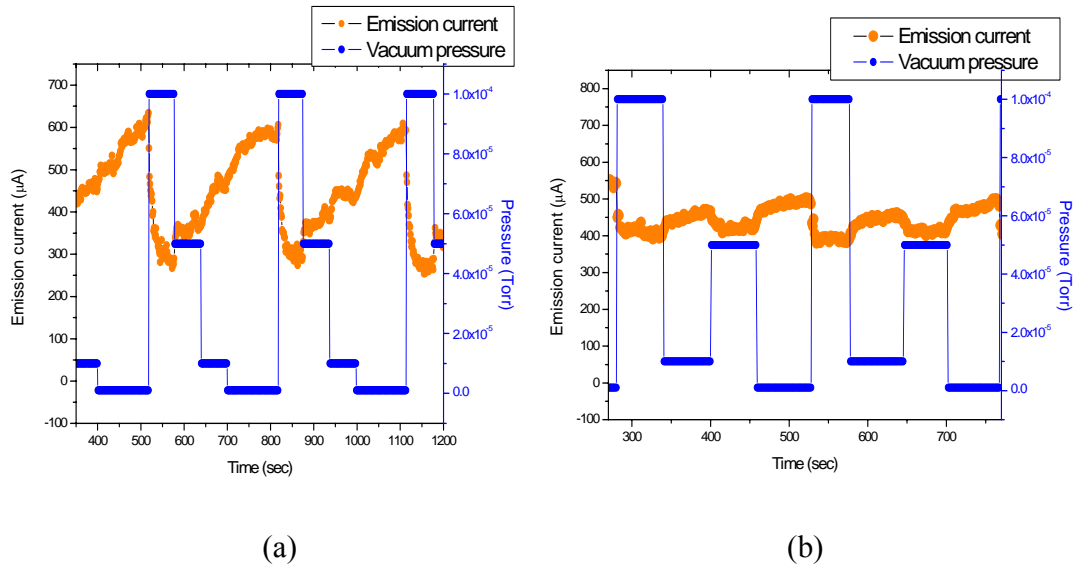 Emission current
Vacuum pressure
700
600
500
400
300
200
100
0
-100
Emission current (μA)
1.0x10⁻⁴
8.0x10⁻⁵
6.0x10⁻⁵
4.0x10⁻⁵
2.0x10⁻⁵
0.0
Pressure (Torr)
400 500 600 700 800 900 1000 1100 1200
Time (sec)
(a)
Emission current
Vacuum pressure
800
700
600
500
400
300
200
100
0
-100
Emission current (μA)
1.0x10⁻⁴
8.0x10⁻⁵
6.0x10⁻⁵
4.0x10⁻⁵
2.0x10⁻⁵
0.0
Pressure (Torr)
300 400 500 600 700
Time (sec)
(b)